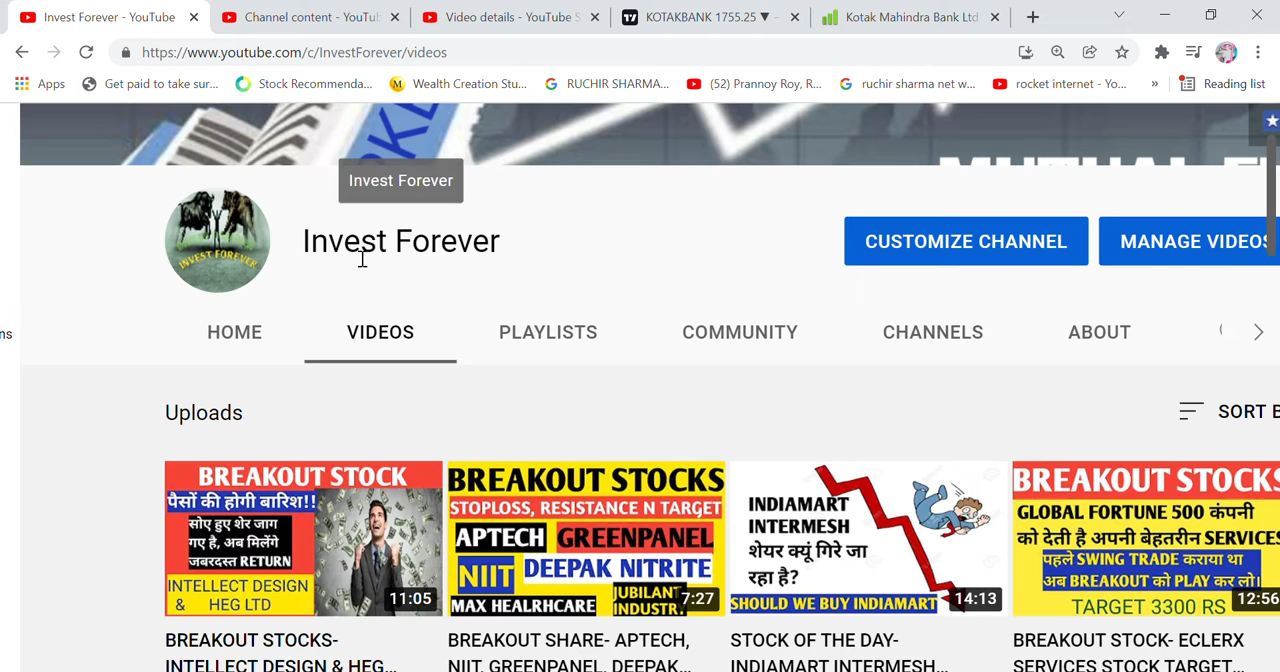 Invest Forever - YouTube
Channel content - YouTu
Video details - YouTube S
KOTAKBANK 1755.25 ▼ -
Kotak Mahindra Bank Ltd
https://www.youtube.com/c/InvestForever/videos
Apps
Get paid to take sur...
Stock Recommenda...
Wealth Creation Stu...
RUCHIR SHARMA...
(52) Prannoy Roy, R...
ruchir sharma net w...
rocket internet - Yo...
»
Reading list
Invest Forever
INVEST FOREVER
Invest Forever
CUSTOMIZE CHANNEL
MANAGE VIDEOS
ns
HOME
VIDEOS
PLAYLISTS
COMMUNITY
CHANNELS
ABOUT
Uploads
SORT B
BREAKOUT STOCK
पैसों की होगी बारिश!!
सोए हुए शेर जाग
गए है, अब मिलेंगे
जबरदस्त RETURN
INTELLECT DESIGN
& HEG LTD
11:05
BREAKOUT STOCKS
STOPLOSS, RESISTANCE N TARGET
APTECH GREENPANEL
NIIT DEEPAK NITRITE
MAX HEALRHCARE
JUBILANT
INDUSTR.
7:27
INDIAMART
INTERMESH
शेयर क्यूं गिरे जा
रहा है?
SHOULD WE BUY INDIAMART
14:13
BREAKOUT STOCKS
GLOBAL FORTUNE 500 कंपनी
को देती है अपनी बेहतरीन SERVICES
पहले SWING TRADE कराया था
अब BREAKOUT को PLAY कर लो।
TARGET 3300 RS
12:56
BREAKOUT STOCKS-
INTELLECT DESIGN & HEG...
BREAKOUT SHARE- APTECH,
NIIT, GREENPANEL, DEEPAK...
STOCK OF THE DAY-
INDIAMART INTERMESH...
BREAKOUT STOCK- ECLERX
SERVICES STOCK TARGET...